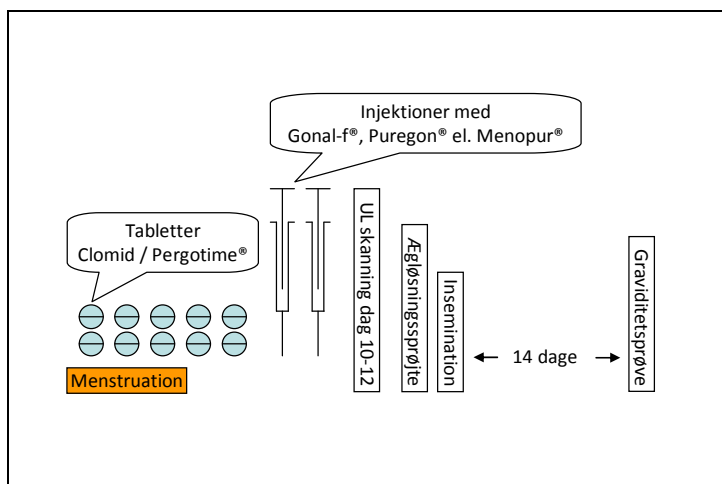 Injektioner med
Gonal-f®, Puregon® el. Menopur®
Tabletter
Clomid / Pergotime®
Menstruation
UL skanning dag 10-12
Ægløsningssprøjte
Insemination
14 dage
Graviditetsprøve